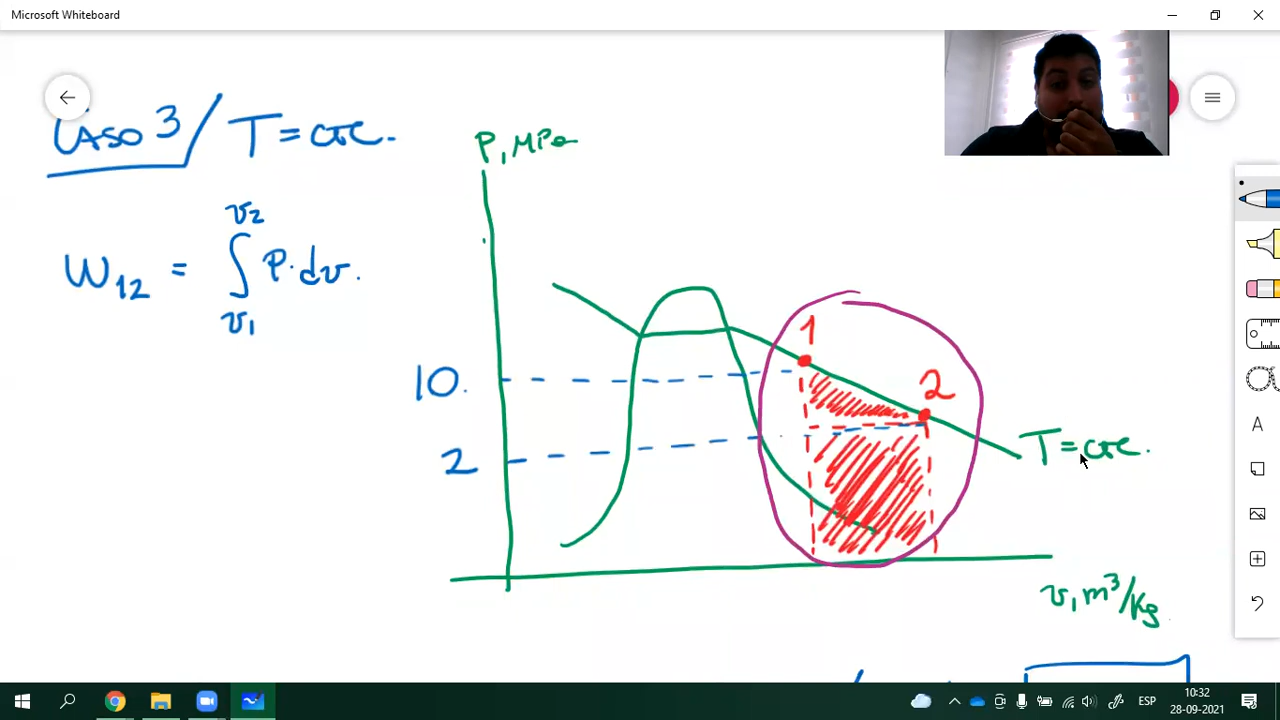 Microsoft Whiteboard
Caso 3 / T = cte.
P, MPa
v2
W12 = ∫ P. dv.
v1
1
10.
2
2
T = cte.
v, m³/kg
A
ESP
10:32
28-09-2021